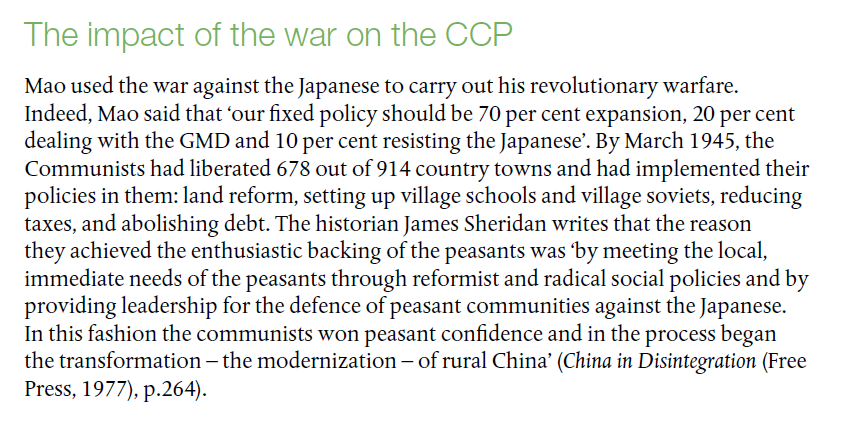 The impact of the war on the CCP
Mao used the war against the Japanese to carry out his revolutionary warfare.
Indeed, Mao said that ‘our fixed policy should be 70 per cent expansion, 20 per cent
dealing with the GMD and 10 per cent resisting the Japanese’. By March 1945, the
Communists had liberated 678 out of 914 country towns and had implemented their
policies in them: land reform, setting up village schools and village soviets, reducing
taxes, and abolishing debt. The historian James Sheridan writes that the reason
they achieved the enthusiastic backing of the peasants was ‘by meeting the local,
immediate needs of the peasants through reformist and radical social policies and by
providing leadership for the defence of peasant communities against the Japanese.
In this fashion the communists won peasant confidence and in the process began
the transformation – the modernization – of rural China’ (China in Disintegration (Free
Press, 1977), p.264).